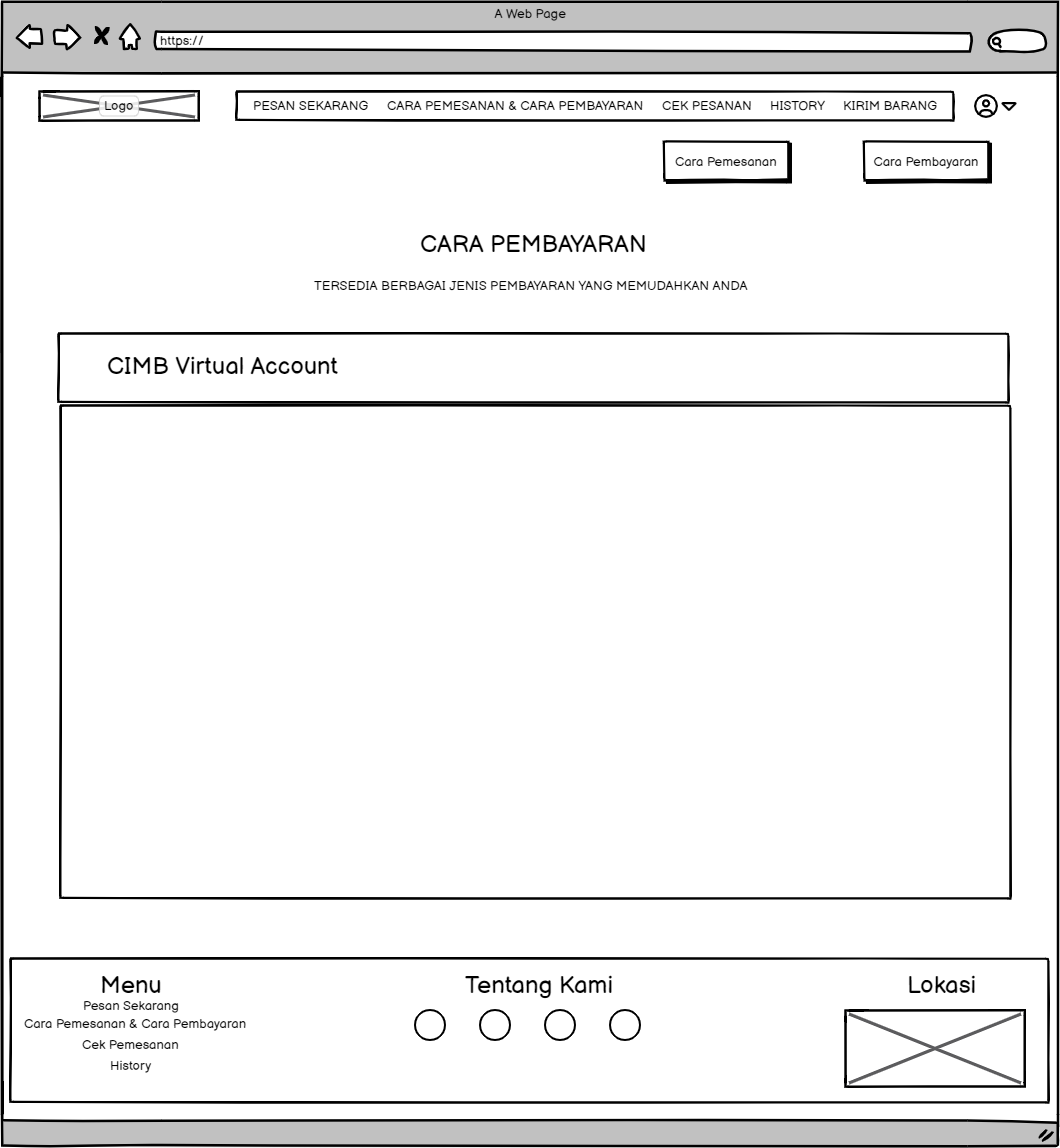 A Web Page
https://
Logo
PESAN SEKARANG CARA PEMESANAN & CARA PEMBAYARAN CEK PESANAN HISTORY KIRIM BARANG
Cara Pemesanan
Cara Pembayaran
CARA PEMBAYARAN
TERSEDIA BERBAGAI JENIS PEMBAYARAN YANG MEMUDAHKAN ANDA
CIMB Virtual Account
Menu
Pesan Sekarang
Cara Pemesanan & Cara Pembayaran
Cek Pemesanan
History
Tentang Kami
Lokasi